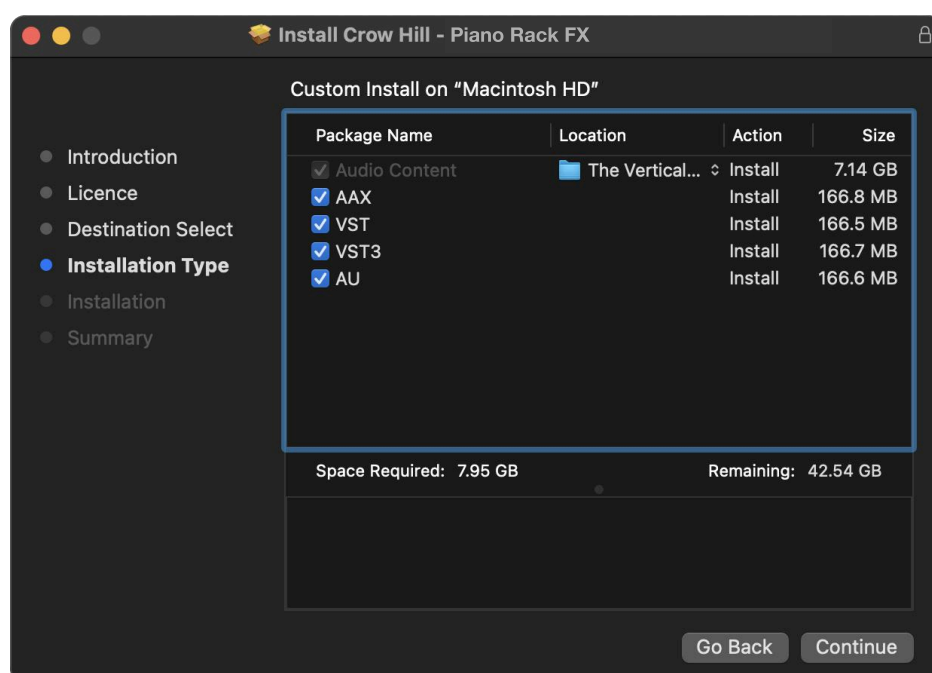 Install Crow Hill - Piano Rack FX
Custom Install on “Macintosh HD”
Introduction
Licence
Destination Select
Installation Type
Installation
Summary
Package Name Location Action Size
Audio Content The Vertical... Install 7.14 GB
AAX Install 166.8 MB
VST Install 166.5 MB
VST3 Install 166.7 MB
AU Install 166.6 MB
Space Required: 7.95 GB Remaining: 42.54 GB
Go Back Continue